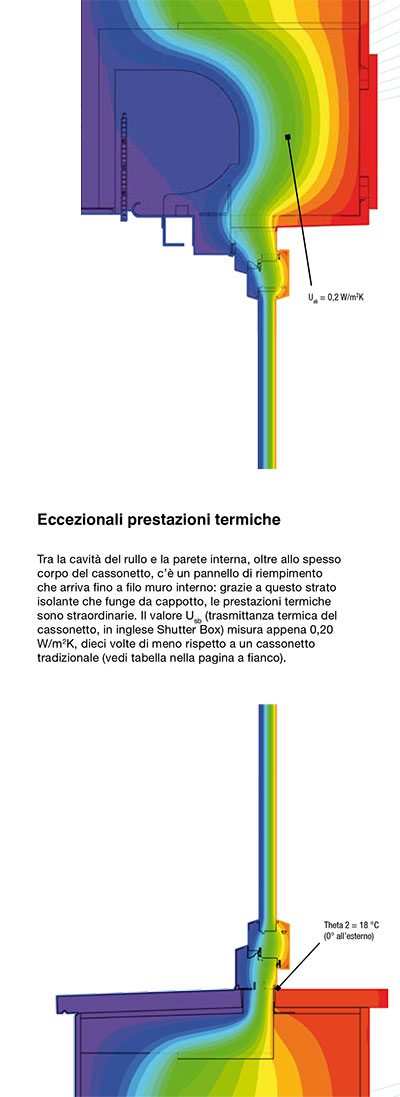 U sb = 0,2 W/m²K
Eccezionali prestazioni termiche
Tra la cavità del rullo e la parete interna, oltre allo spesso
corpo del cassonetto, c’è un pannello di riempimento
che arriva fino a filo muro interno: grazie a questo strato
isolante che funge da cappotto, le prestazioni termiche
sono straordinarie. Il valore Usb (trasmittanza termica del
cassonetto, in inglese Shutter Box) misura appena 0,20
W/m²K, dieci volte di meno rispetto a un cassonetto
tradizionale (vedi tabella nella pagina a fianco).
Theta 2 = 18 °C
(0° all’esterno)